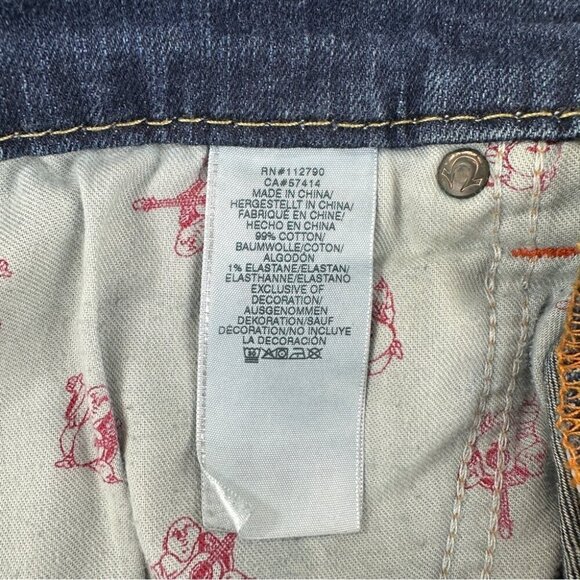 RN#112790
CA#57414
MADE IN CHINA/
HERGESTELLT IN CHINA/
FABRIQUÉ EN CHINE/
HECHO EN CHINA
99% COTTON/
BAUMWOLLE/COTON/
ALGODÓN
1% ELASTANE/ELASTAN/
ELASTHANNE/ELASTANO
EXCLUSIVE OF
DECORATION/
AUSGENOMMEN
DEKORATION/SAUF
DÉCORATION/NO INCLUYE
LA DECORACIÓN